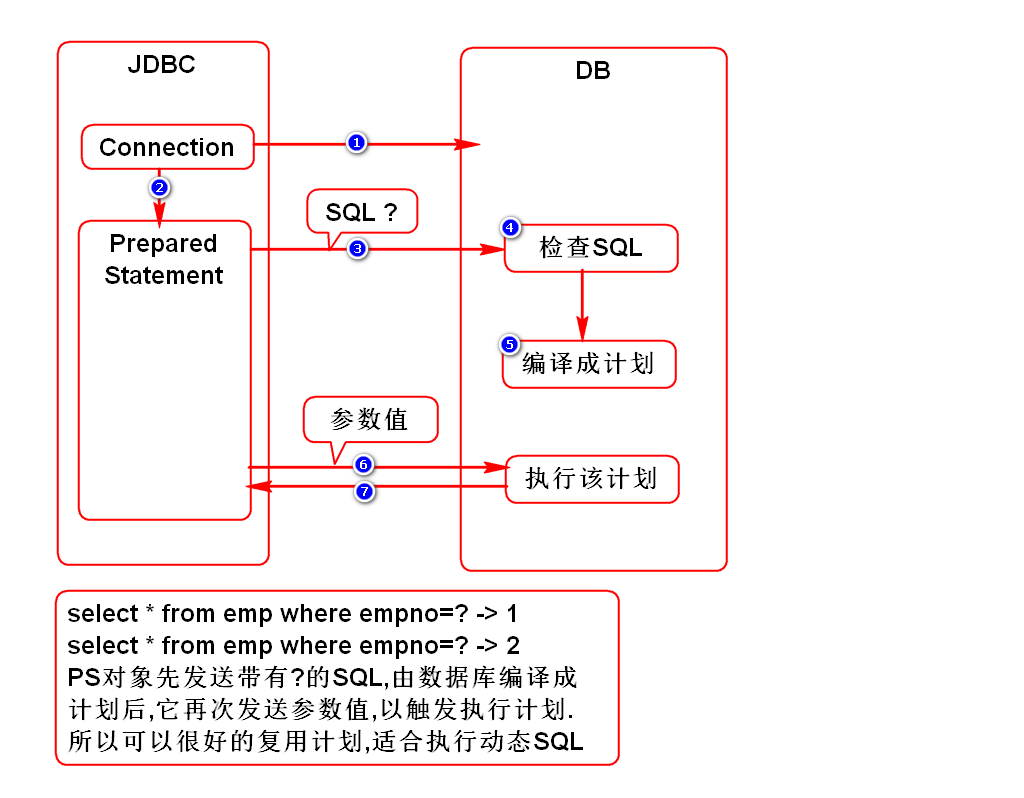 JDBC
DB
Connection
1
2
SQL ?
Prepared
Statement
3
4
检查SQL
5
编译成计划
参数值
6
执行该计划
7
select * from emp where empno=? -> 1
select * from emp where empno=? -> 2
PS对象先发送带有?的SQL,由数据库编译成
计划后,它再次发送参数值,以触发执行计划.
所以可以很好的复用计划,适合执行动态SQL